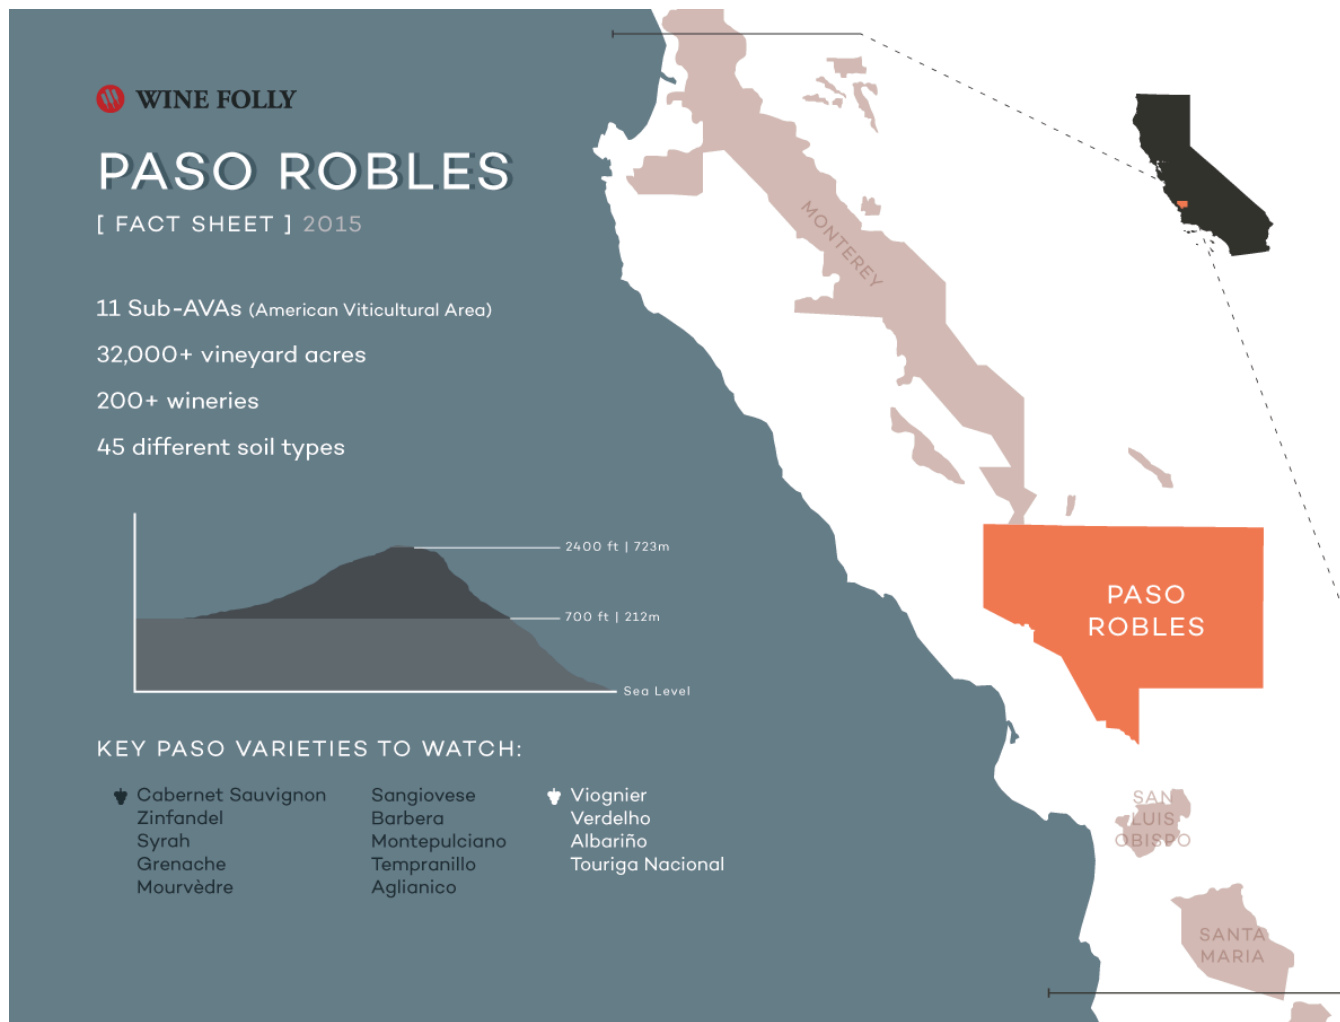 WINE FOLLY
PASO ROBLES
[ FACT SHEET ] 2015
11 Sub-AVAs (American Viticultural Area)
32,000+ vineyard acres
200+ wineries
45 different soil types
2400 ft | 723m
700 ft | 212m
Sea Level
KEY PASO VARIETIES TO WATCH:
Cabernet Sauvignon
Zinfandel
Syrah
Grenache
Mourvèdre
Sangiovese
Barbera
Montepulciano
Tempranillo
Aglianico
Viognier
Verdelho
Albariño
Touriga Nacional
MONTEREY
PASO
ROBLES
SAN
LUIS
OBISPO
SANTA
MARIA